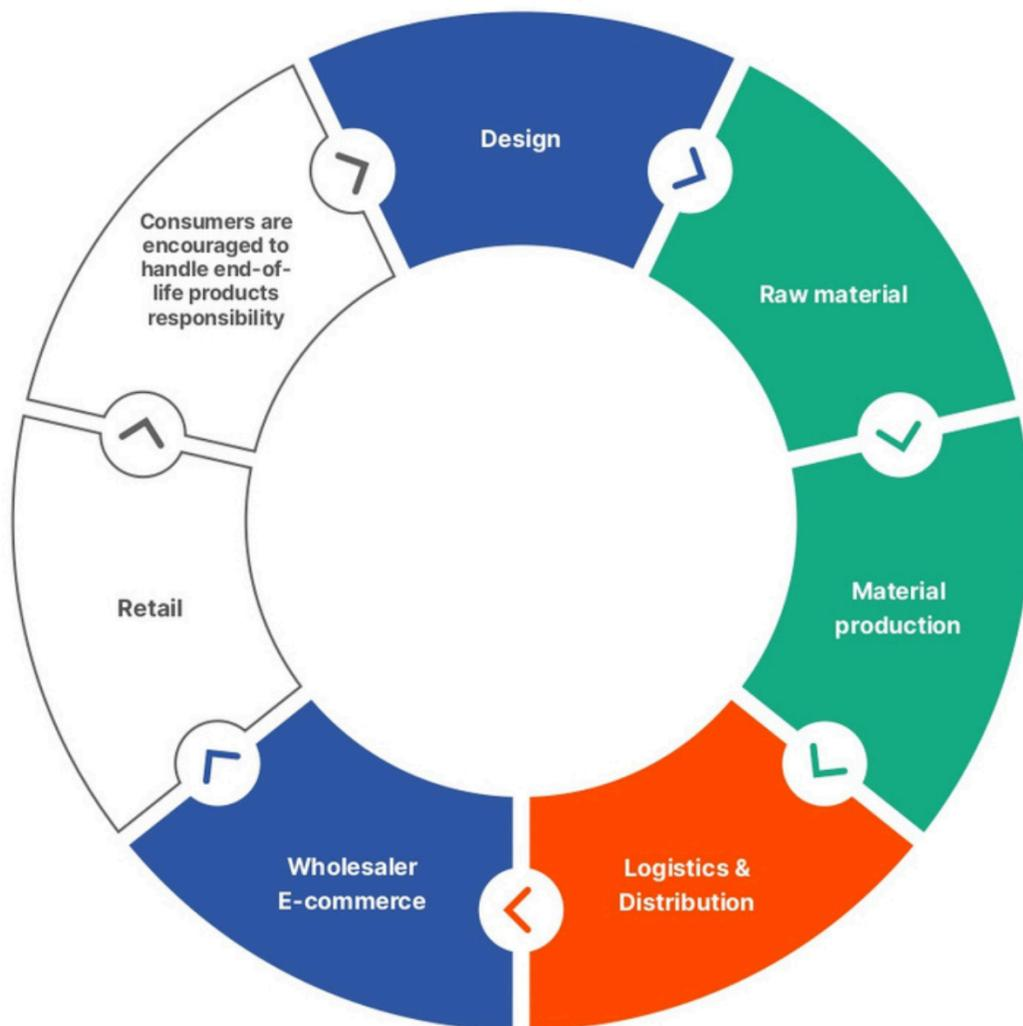 Design
Raw material
Material
production
Logistics &
Distribution
Wholesaler
E-commerce
Retail
Consumers are
encouraged to
handle end-of-
life products
responsibility